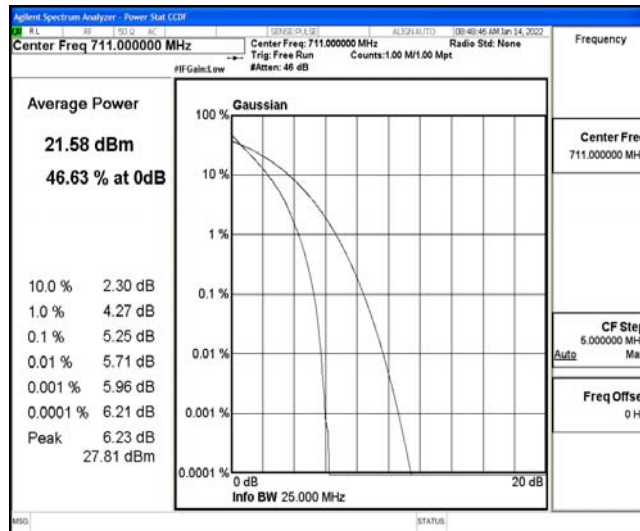 Agilent Spectrum Analyzer - Power Stat CCDF
RL RF 50 Ω AC SENSE:PULSE ALIGN AUTO 08:48:46 AM Jan 14, 2022
Center Freq 711.000000 MHz
Center Freq: 711.000000 MHz Radio Std: None
Trig: Free Run Counts:1.00 M/1.00 Mpt
#IFGain:Low #Atten: 46 dB
Frequency
Average Power
21.58 dBm
46.63 % at 0dB
10.0 % 2.30 dB
1.0 % 4.27 dB
0.1 % 5.25 dB
0.01 % 5.71 dB
0.001 % 5.96 dB
0.0001 % 6.21 dB
Peak 6.23 dB
27.81 dBm
Gaussian
100 %
10 %
1 %
0.1 %
0.01 %
0.001 %
0.0001 %
0 dB 20 dB
Info BW 25.000 MHz
Center Fre
711.000000 MH
CF Step
5.000000 MH
Auto Ma
Freq Offse
0 H
MSG STATUS